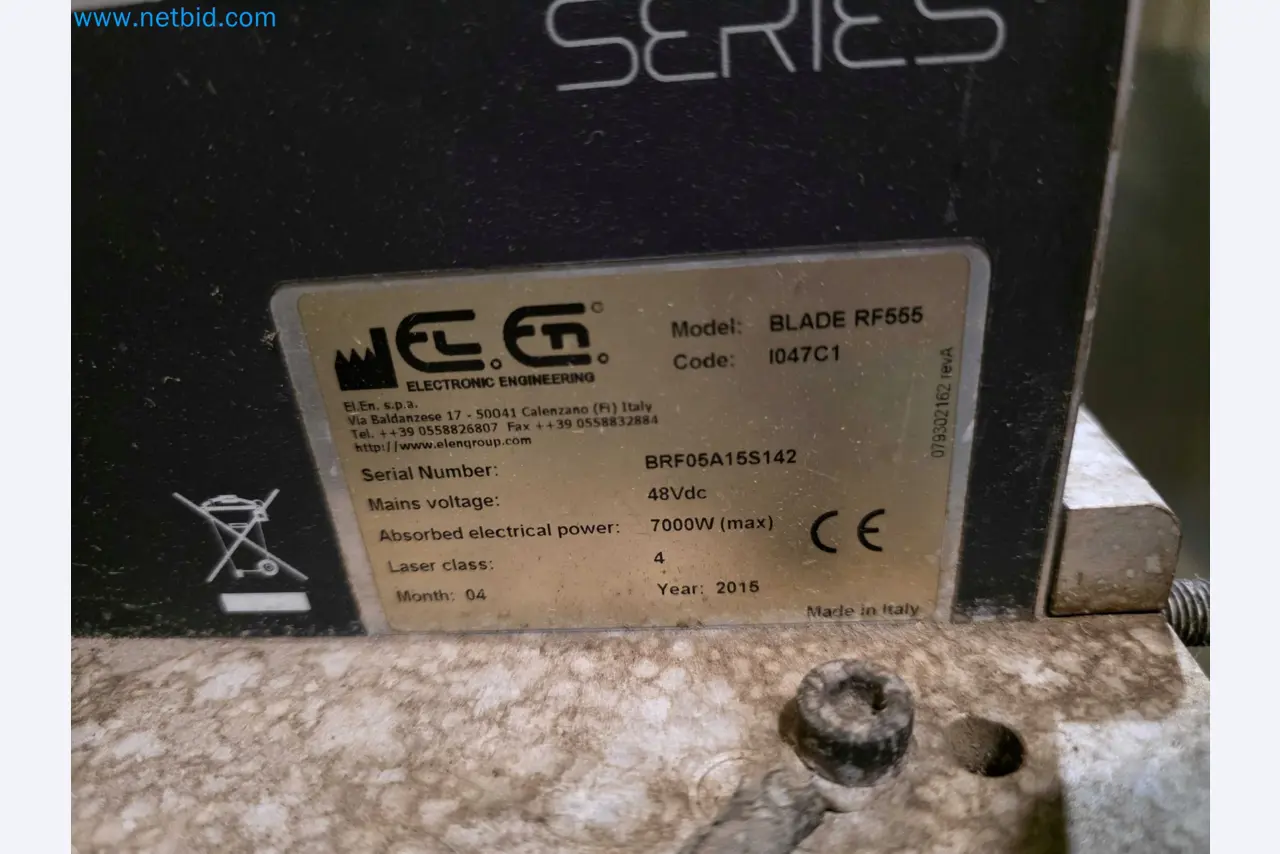 www.netbid.com
SERIES
EL.En.
ELECTRONIC ENGINEERING
El.En. s.p.a.
Via Baldanzese 17 - 50041 Calenzano (FI) Italy
Tel. ++39 0558826807 Fax ++39 0558832884
http://www.elengroup.com
Model: BLADE RF555
Code: I047C1
079302162 revA
Serial Number: BRF05A15S142
Mains voltage: 48Vdc
Absorbed electrical power: 7000W (max)
CE
Laser class: 4
Month: 04 Year: 2015
Made in Italy